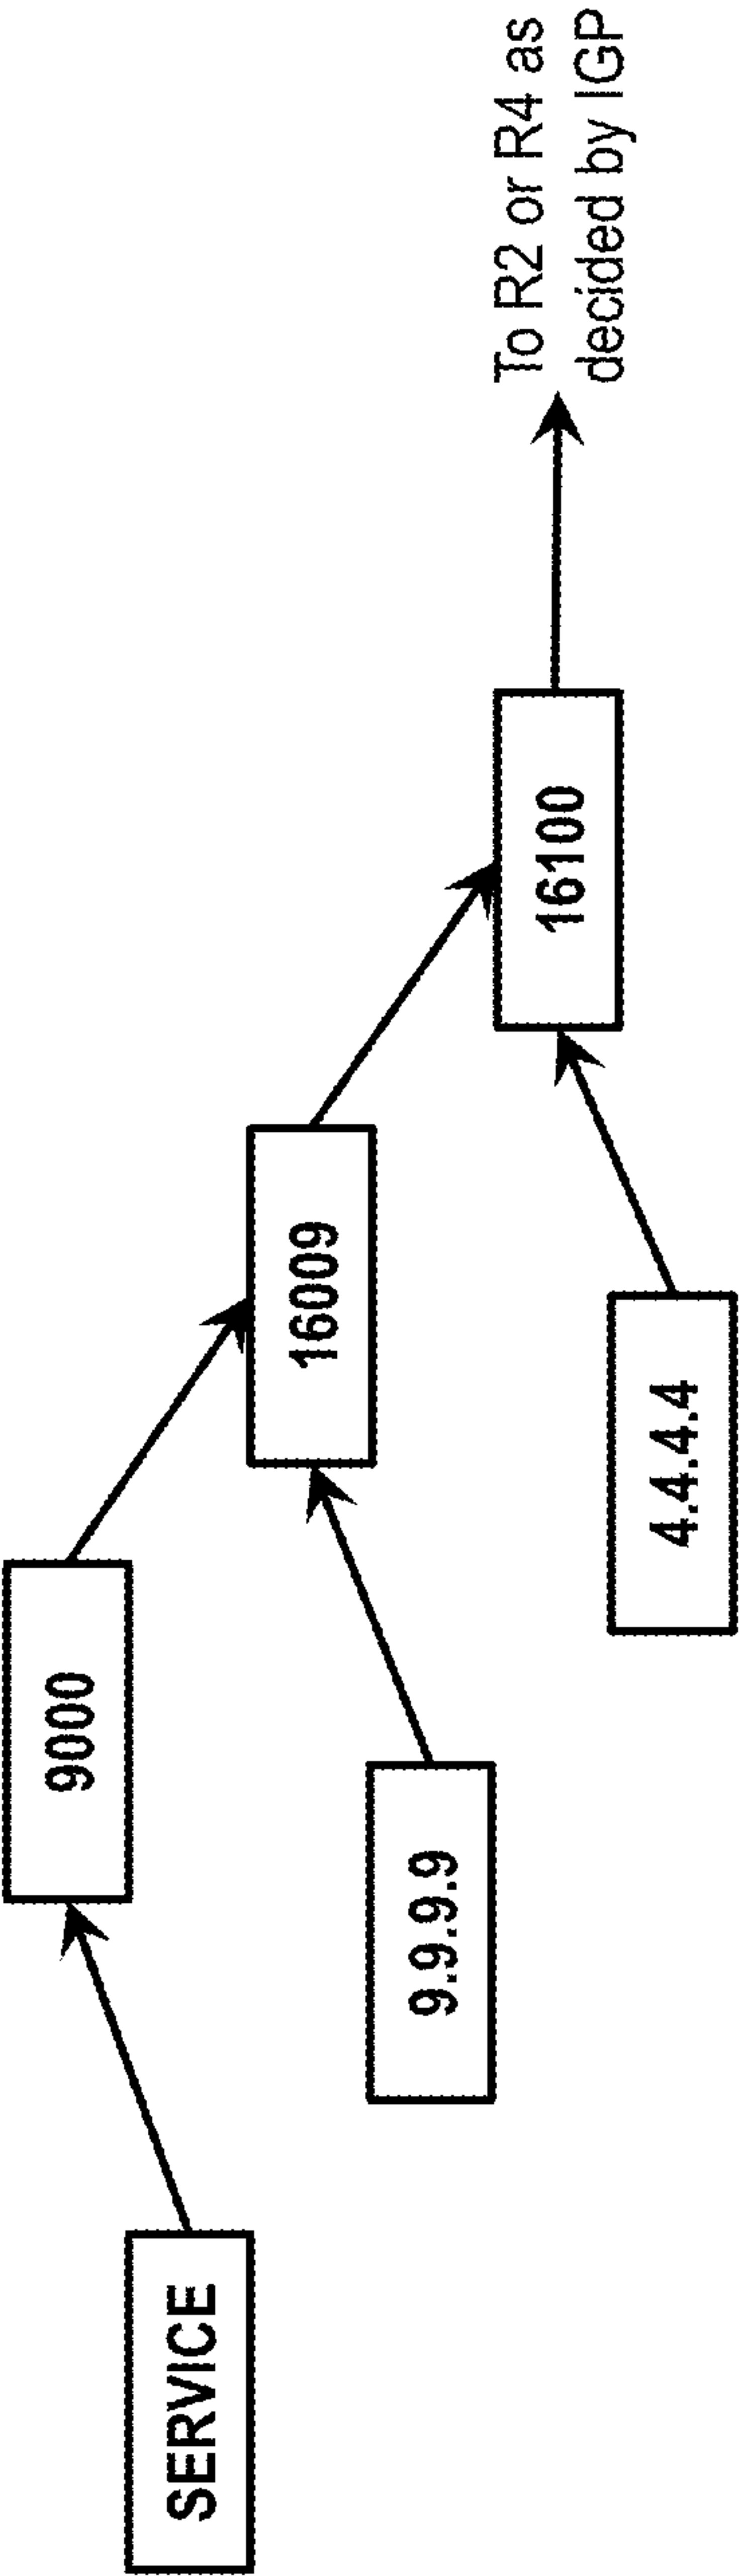 SERVICE
9000
9.9.9.9
16009
4.4.4.4
16100
To R2 or R4 as
decided by IGP